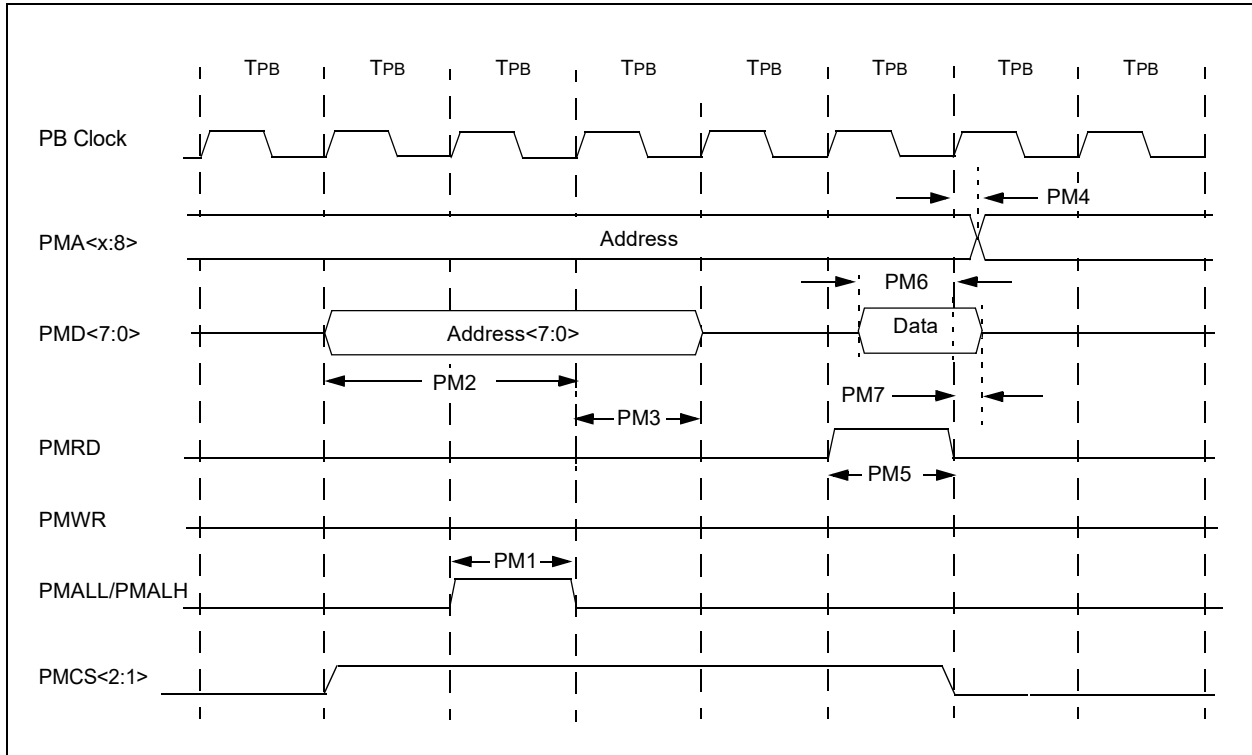 TPB TPB TPB TPB TPB TPB TPB TPB
PB Clock
PM4
PMA<x:8>
Address
PM6
PMD<7:0>
Address<7:0>
Data
PM2
PM7
PM3
PMRD
PM5
PMWR
PM1
PMALL/PMALH
PMCS<2:1>